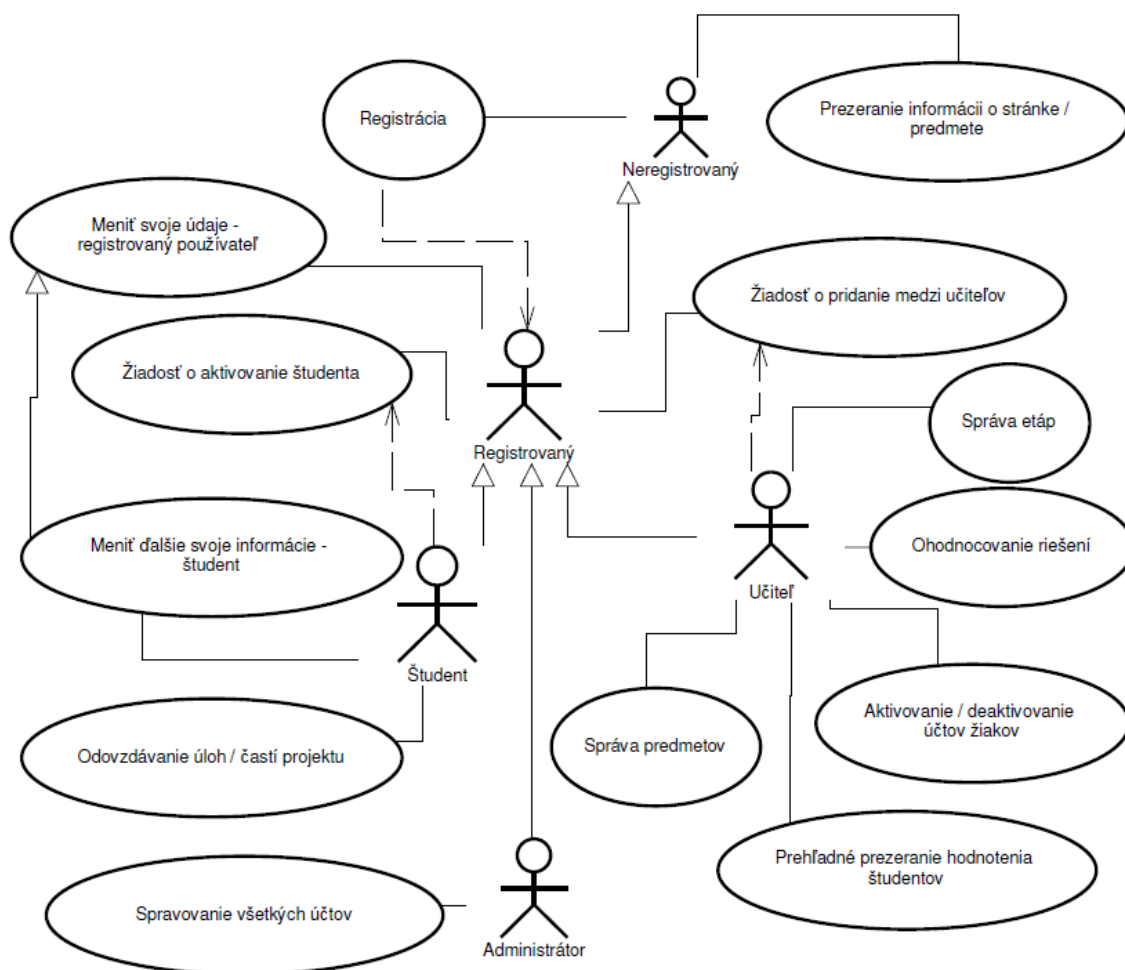 Registrácia
Prezeranie informácii o stránke /
predmete
Neregistrovaný
Meniť svoje údaje -
registrovaný používateľ
Žiadosť o pridanie medzi učiteľov
Žiadosť o aktivovanie študenta
Správa etáp
Registrovaný
Meniť ďalšie svoje informácie -
študent
Ohodnocovanie riešení
Učiteľ
Študent
Aktivovanie / deaktivovanie
účtov žiakov
Správa predmetov
Odovzdávanie úloh / častí projektu
Prehľadné prezeranie hodnotenia
študentov
Spravovanie všetkých účtov
Administrátor